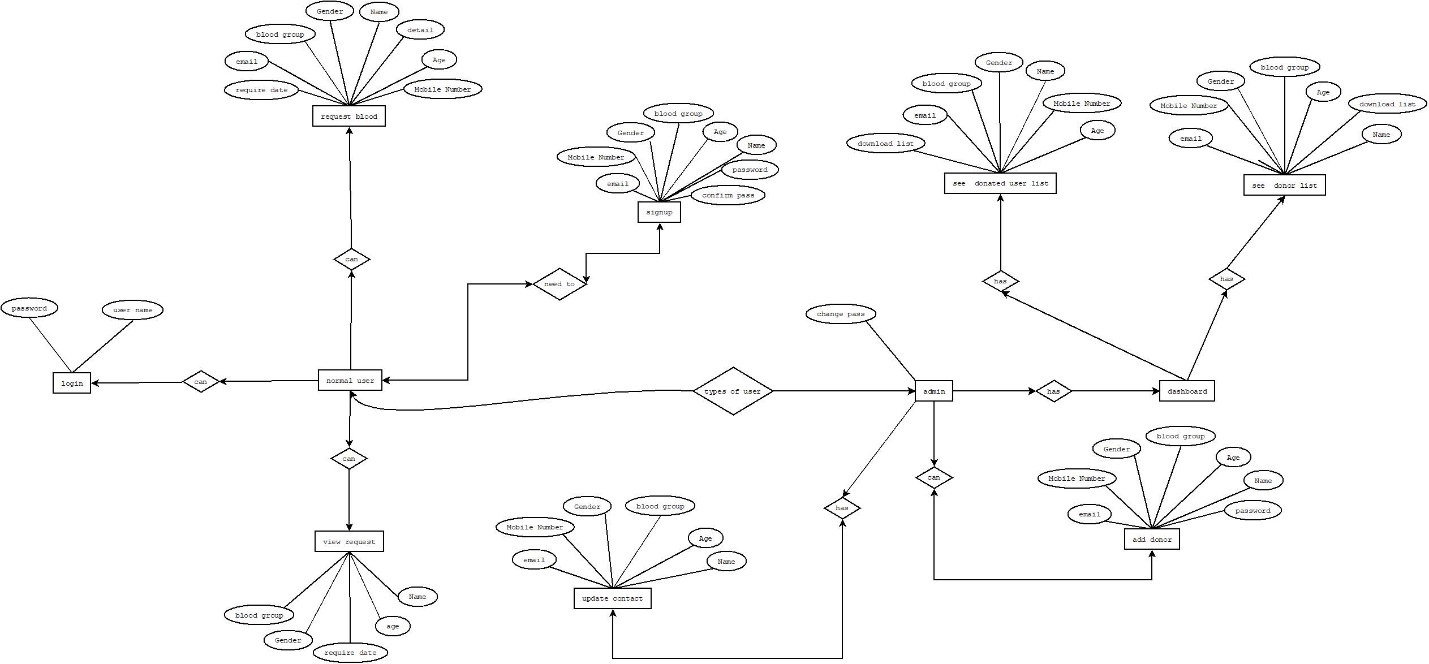 Gender
Name
blood group
detail
email
Age
require date
Mobile Number
request blood
can
Gender
blood group
Age
Name
Mobile Number
password
email
confirm pass
signup
need to
password
user name
login
can
normal user
can
view request
blood group
Gender
require date
age
Name
types of user
change pass
admin
has
dashboard
has
see donated user list
download list
email
blood group
Gender
Name
Mobile Number
Age
has
see donor list
email
Mobile Number
Gender
blood group
Age
download list
Name
can
add donor
email
Mobile Number
Gender
blood group
Age
Name
password
has
update contact
email
Mobile Number
Gender
blood group
Age
Name